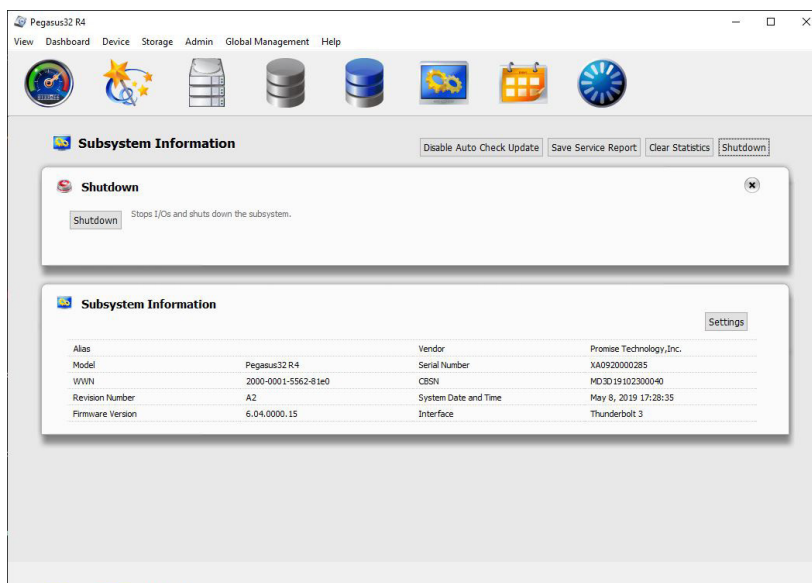 Pegasus32 R4
View Dashboard Device Storage Admin Global Management Help
Subsystem Information
Disable Auto Check Update Save Service Report Clear Statistics Shutdown
Shutdown
Shutdown Stops I/Os and shuts down the subsystem.
Subsystem Information
Settings
Alias Vendor Promise Technology,Inc.
Model Pegasus32 R4 Serial Number XA0920000285
WWN 2000-0001-5562-81e0 CBSN MD3D19102300040
Revision Number A2 System Date and Time May 8, 2019 17:28:35
Firmware Version 6.04.0000.15 Interface Thunderbolt 3